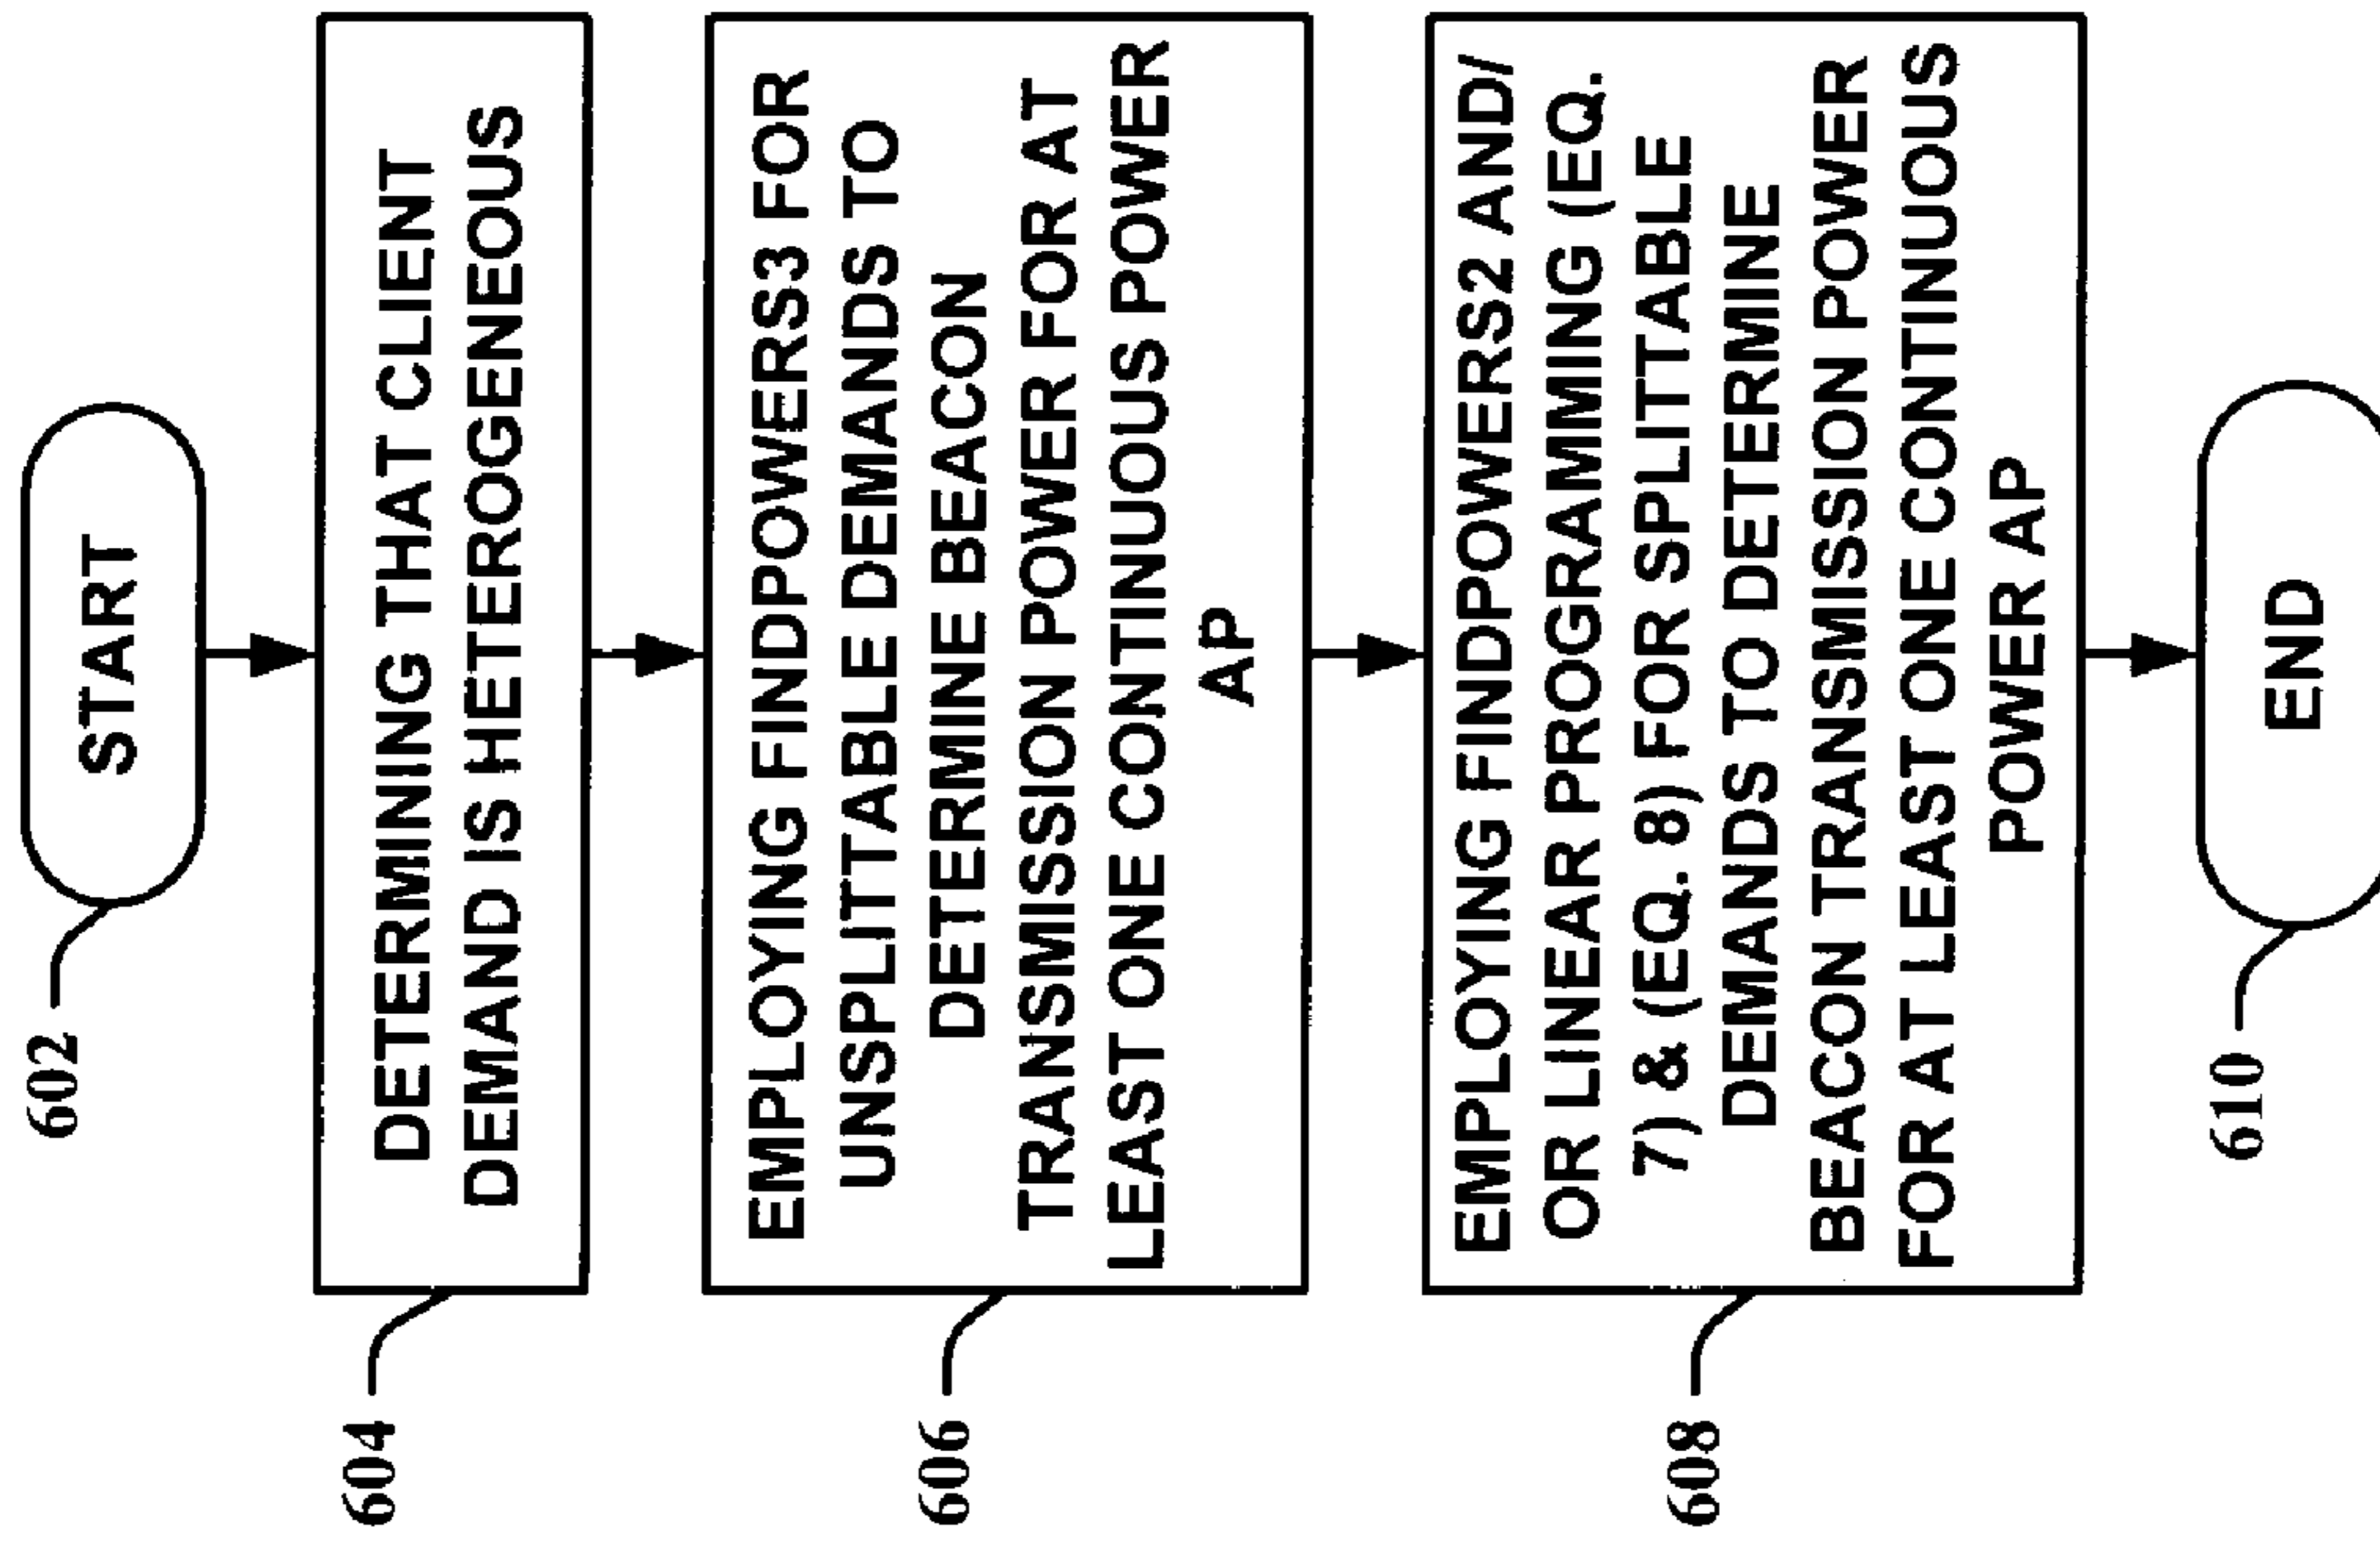 602
START
604
DETERMINING THAT CLIENT
DEMAND IS HETEROGENEOUS
606
EMPLOYING FINDPOWERS3 FOR
UNSPLITTABLE DEMANDS TO
DETERMINE BEACON
TRANSMISSION POWER FOR AT
LEAST ONE CONTINUOUS POWER
AP
608
EMPLOYING FINDPOWERS2 AND/
OR LINEAR PROGRAMMING (EQ.
7) & (EQ. 8) FOR SPLITTABLE
DEMANDS TO DETERMINE
BEACON TRANSMISSION POWER
FOR AT LEAST ONE CONTINUOUS
POWER AP
610
END